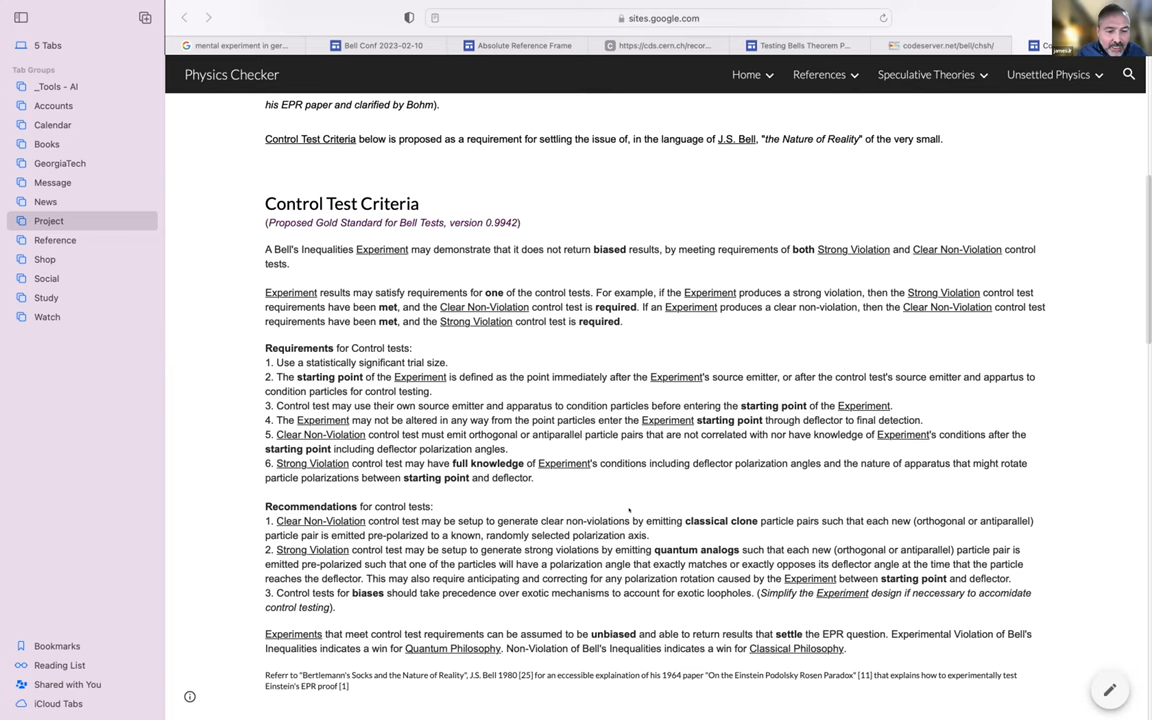 5 Tabs
Tab Groups
_Tools - AI
Accounts
Calendar
Books
GeorgiaTech
Message
News
Project
Reference
Shop
Social
Study
Watch
Bookmarks
Reading List
Shared with You
iCloud Tabs
sites.google.com
mental experiment in ger...
Bell Conf 2023-02-10
Absolute Reference Frame
https://cds.cern.ch/recor...
Testing Bells Theorem P...
codeserver.net/bell/chsh/
Co
james.jr
Physics Checker
Home
References
Speculative Theories
Unsettled Physics
his EPR paper and clarified by Bohm).
Control Test Criteria below is proposed as a requirement for settling the issue of, in the language of J.S. Bell, "the Nature of Reality" of the very small.
Control Test Criteria
(Proposed Gold Standard for Bell Tests, version 0.9942)
A Bell's Inequalities Experiment may demonstrate that it does not return biased results, by meeting requirements of both Strong Violation and Clear Non-Violation control
tests.
Experiment results may satisfy requirements for one of the control tests. For example, if the Experiment produces a strong violation, then the Strong Violation control test
requirements have been met, and the Clear Non-Violation control test is required. If an Experiment produces a clear non-violation, then the Clear Non-Violation control test
requirements have been met, and the Strong Violation control test is required.
Requirements for Control tests:
1. Use a statistically significant trial size.
2. The starting point of the Experiment is defined as the point immediately after the Experiment's source emitter, or after the control test's source emitter and appartus to
condition particles for control testing.
3. Control test may use their own source emitter and apparatus to condition particles before entering the starting point of the Experiment.
4. The Experiment may not be altered in any way from the point particles enter the Experiment starting point through deflector to final detection.
5. Clear Non-Violation control test must emit orthogonal or antiparallel particle pairs that are not correlated with nor have knowledge of Experiment's conditions after the
starting point including deflector polarization angles.
6. Strong Violation control test may have full knowledge of Experiment's conditions including deflector polarization angles and the nature of apparatus that might rotate
particle polarizations between starting point and deflector.
Recommendations for control tests:
1. Clear Non-Violation control test may be setup to generate clear non-violations by emitting classical clone particle pairs such that each new (orthogonal or antiparallel)
particle pair is emitted pre-polarized to a known, randomly selected polarization axis.
2. Strong Violation control test may be setup to generate strong violations by emitting quantum analogs such that each new (orthogonal or antiparallel) particle pair is
emitted pre-polarized such that one of the particles will have a polarization angle that exactly matches or exactly opposes its deflector angle at the time that the particle
reaches the deflector. This may also require anticipating and correcting for any polarization rotation caused by the Experiment between starting point and deflector.
3. Control tests for biases should take precedence over exotic mechanisms to account for exotic loopholes. (Simplify the Experiment design if neccessary to accomidate
control testing).
Experiments that meet control test requirements can be assumed to be unbiased and able to return results that settle the EPR question. Experimental Violation of Bell's
Inequalities indicates a win for Quantum Philosophy. Non-Violation of Bell's Inequalities indicates a win for Classical Philosophy.
Referr to "Bertlemann's Socks and the Nature of Reality", J.S. Bell 1980 [25] for an eccessible explaination of his 1964 paper "On the Einstein Podolsky Rosen Paradox" [11] that explains how to experimentally test
Einstein's EPR proof [1]